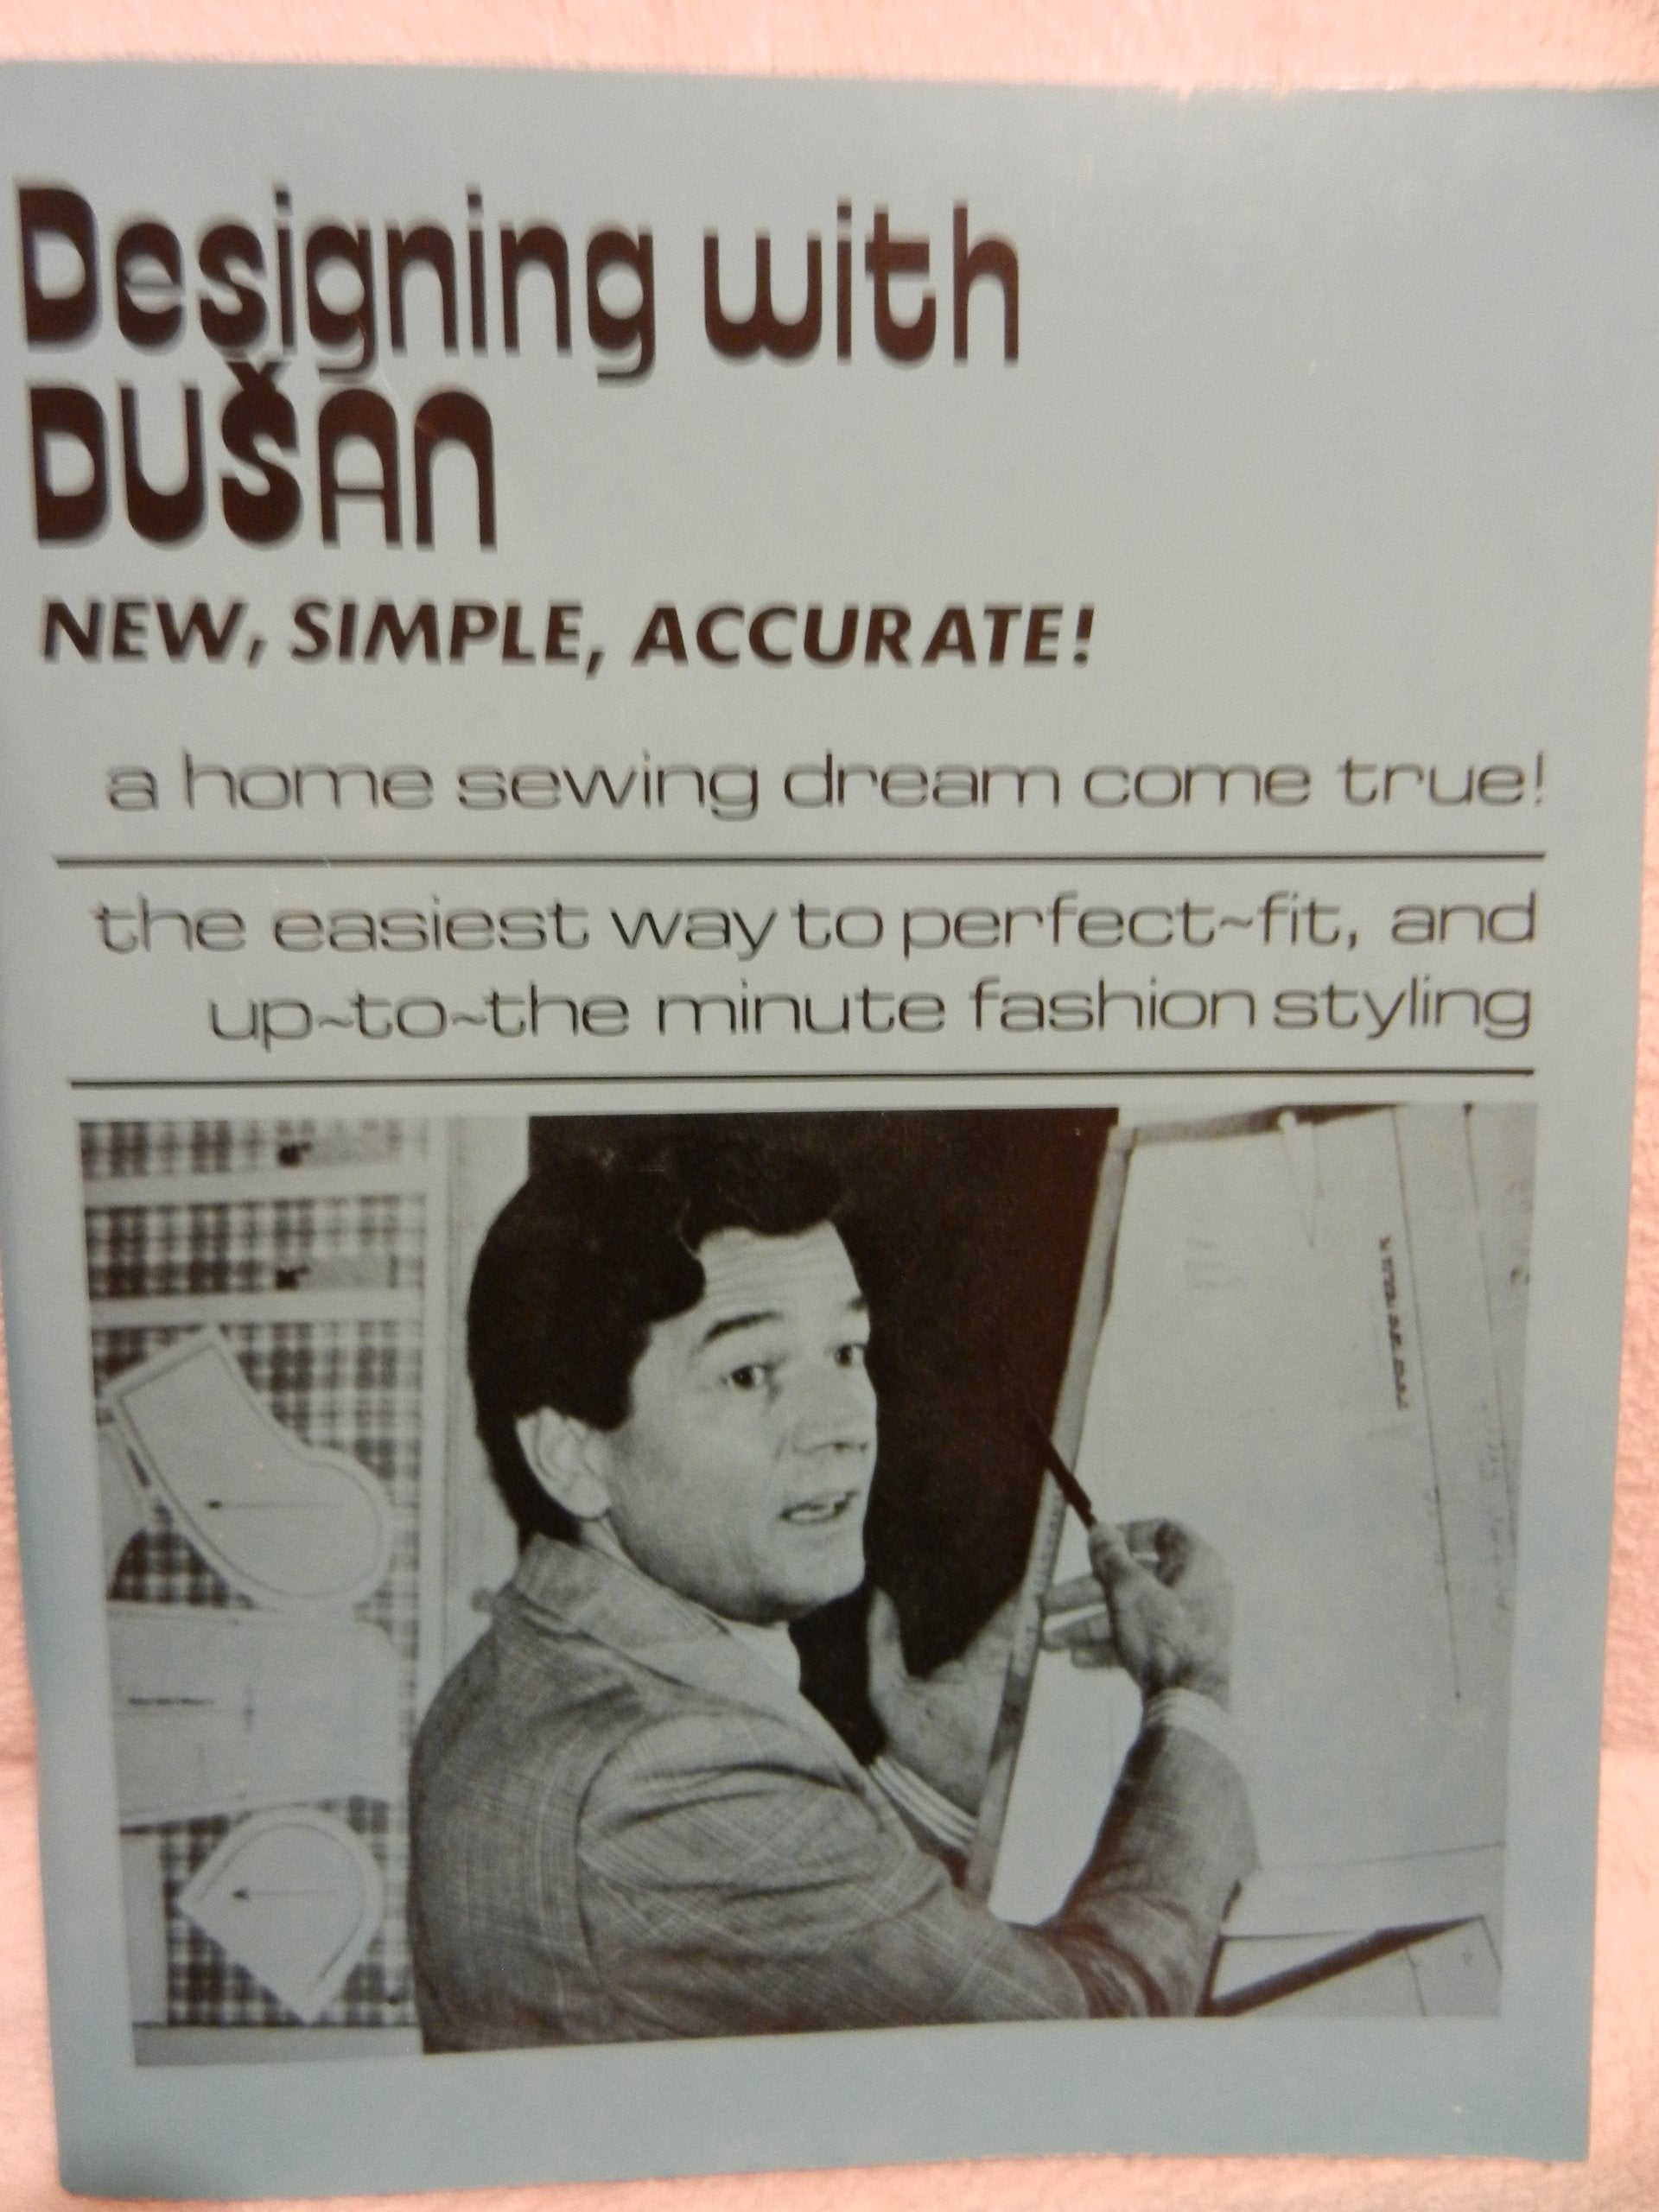 Designing with
DUŠAN
NEW, SIMPLE, ACCURATE!
a home sewing dream come true!
the easiest way to perfect~fit, and
up~to~the minute fashion styling